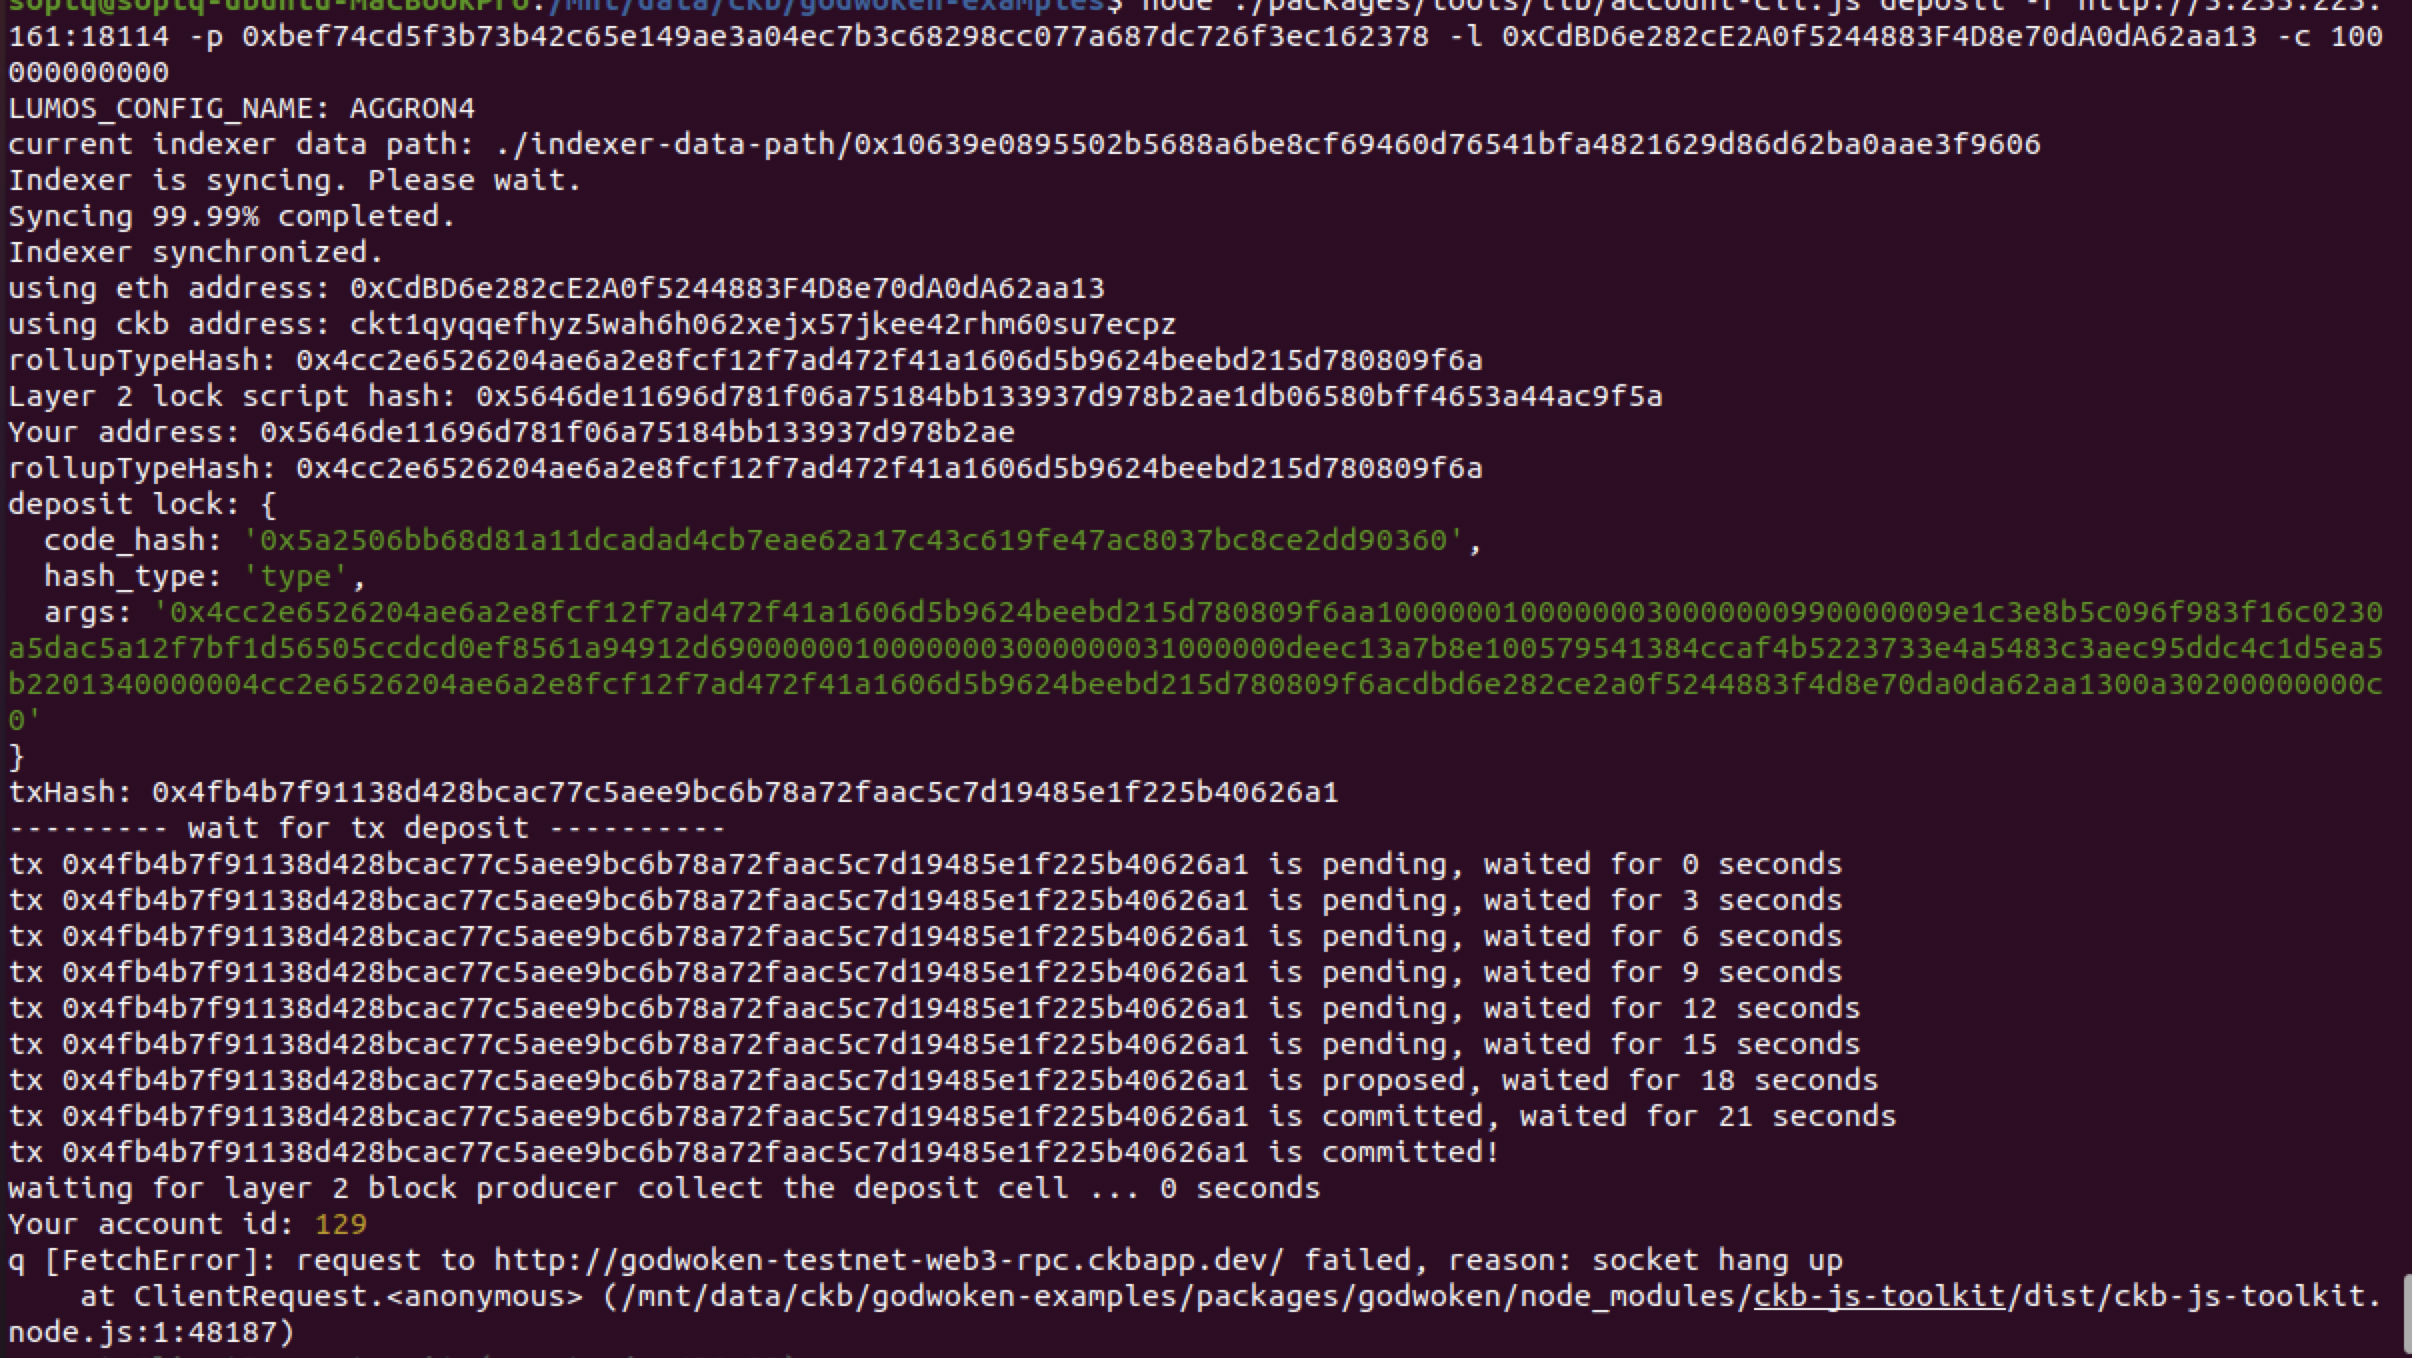 soptq@soptq-ubuntu-MacBookPro:/mnt/data/ckb/godwoken-examples$ node ./packages/tools/lib/account-cli.js deposit -r http://3.235.223.
161:18114 -p 0xbef74cd5f3b73b42c65e149ae3a04ec7b3c68298cc077a687dc726f3ec162378 -l 0xCdBD6e282cE2A0f5244883F4D8e70dA0dA62aa13 -c 100
000000000
LUMOS_CONFIG_NAME: AGGRON4
current indexer data path: ./indexer-data-path/0x10639e0895502b5688a6be8cf69460d76541bfa4821629d86d62ba0aae3f9606
Indexer is syncing. Please wait.
Syncing 99.99% completed.
Indexer synchronized.
using eth address: 0xCdBD6e282cE2A0f5244883F4D8e70dA0dA62aa13
using ckb address: ckt1qyqqefhyz5wah6h062xejx57jkee42rhm60su7ecpz
rollupTypeHash: 0x4cc2e6526204ae6a2e8fcf12f7ad472f41a1606d5b9624beebd215d780809f6a
Layer 2 lock script hash: 0x5646de11696d781f06a75184bb133937d978b2ae1db06580bff4653a44ac9f5a
Your address: 0x5646de11696d781f06a75184bb133937d978b2ae
rollupTypeHash: 0x4cc2e6526204ae6a2e8fcf12f7ad472f41a1606d5b9624beebd215d780809f6a
deposit lock: {
  code_hash: '0x5a2506bb68d81a11dcadad4cb7eae62a17c43c619fe47ac8037bc8ce2dd90360',
  hash_type: 'type',
  args: '0x4cc2e6526204ae6a2e8fcf12f7ad472f41a1606d5b9624beebd215d780809f6aa10000001000000030000000990000009e1c3e8b5c096f983f16c0230
a5dac5a12f7bf1d56505ccdcd0ef8561a94912d69000000100000003000000031000000deec13a7b8e100579541384ccaf4b5223733e4a5483c3aec95ddc4c1d5ea5
b2201340000004cc2e6526204ae6a2e8fcf12f7ad472f41a1606d5b9624beebd215d780809f6acdbd6e282ce2a0f5244883f4d8e70da0da62aa1300a30200000000c
0'
}
txHash: 0x4fb4b7f91138d428bcac77c5aee9bc6b78a72faac5c7d19485e1f225b40626a1
--------- wait for tx deposit ----------
tx 0x4fb4b7f91138d428bcac77c5aee9bc6b78a72faac5c7d19485e1f225b40626a1 is pending, waited for 0 seconds
tx 0x4fb4b7f91138d428bcac77c5aee9bc6b78a72faac5c7d19485e1f225b40626a1 is pending, waited for 3 seconds
tx 0x4fb4b7f91138d428bcac77c5aee9bc6b78a72faac5c7d19485e1f225b40626a1 is pending, waited for 6 seconds
tx 0x4fb4b7f91138d428bcac77c5aee9bc6b78a72faac5c7d19485e1f225b40626a1 is pending, waited for 9 seconds
tx 0x4fb4b7f91138d428bcac77c5aee9bc6b78a72faac5c7d19485e1f225b40626a1 is pending, waited for 12 seconds
tx 0x4fb4b7f91138d428bcac77c5aee9bc6b78a72faac5c7d19485e1f225b40626a1 is pending, waited for 15 seconds
tx 0x4fb4b7f91138d428bcac77c5aee9bc6b78a72faac5c7d19485e1f225b40626a1 is proposed, waited for 18 seconds
tx 0x4fb4b7f91138d428bcac77c5aee9bc6b78a72faac5c7d19485e1f225b40626a1 is committed, waited for 21 seconds
tx 0x4fb4b7f91138d428bcac77c5aee9bc6b78a72faac5c7d19485e1f225b40626a1 is committed!
waiting for layer 2 block producer collect the deposit cell ... 0 seconds
Your account id: 129
q [FetchError]: request to http://godwoken-testnet-web3-rpc.ckbapp.dev/ failed, reason: socket hang up
    at ClientRequest.<anonymous> (/mnt/data/ckb/godwoken-examples/packages/godwoken/node_modules/ckb-js-toolkit/dist/ckb-js-toolkit.
node.js:1:48187)